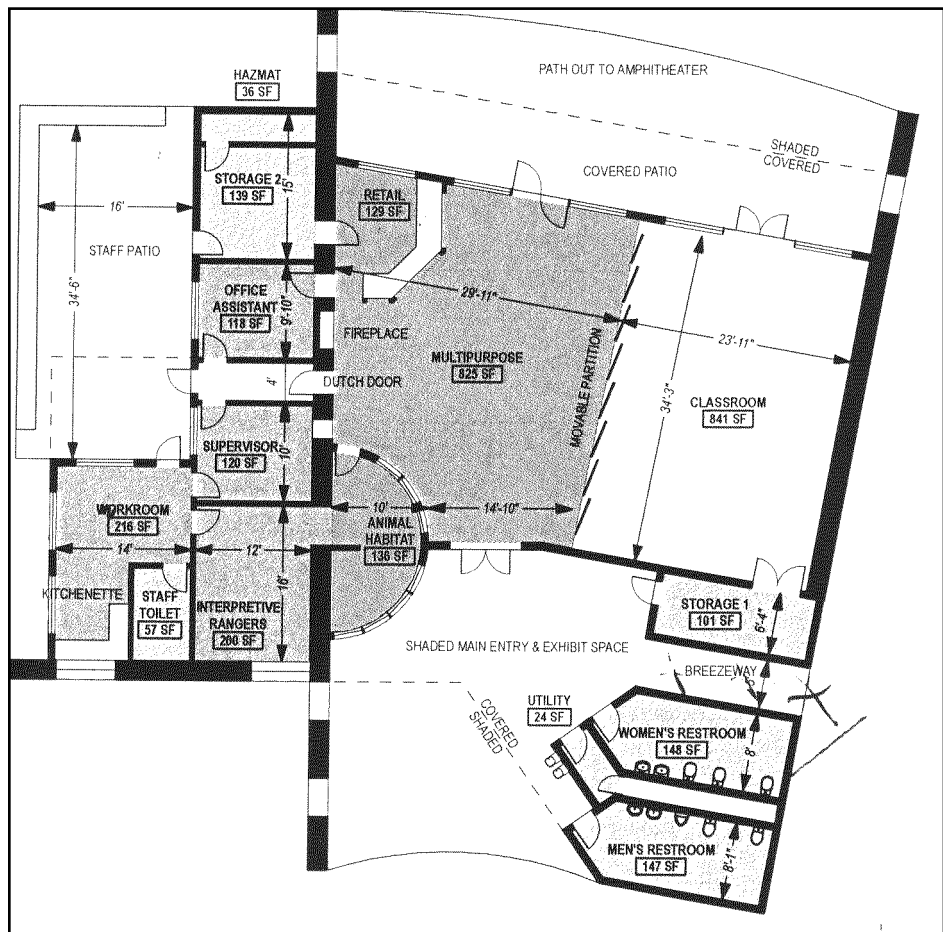 HAZMAT
36 SF
PATH OUT TO AMPHITHEATER
SHADED
COVERED
COVERED PATIO
STORAGE 2
139 SF
15'
RETAIL
129 SF
16'
STAFF PATIO
34'-6"
OFFICE
ASSISTANT
118 SF
9'-10"
29'-11"
FIREPLACE
23'-11"
MULTIPURPOSE
825 SF
MOVABLE PARTITION
34'-3"
4'
DUTCH DOOR
CLASSROOM
841 SF
SUPERVISOR
120 SF
10'
WORKROOM
216 SF
14'
12'
16'
10'
ANIMAL
HABITAT
136 SF
14'-10"
KITCHENETTE
STAFF
TOILET
57 SF
INTERPRETIVE
RANGERS
200 SF
STORAGE 1
101 SF
6'-4"
SHADED MAIN ENTRY & EXHIBIT SPACE
BREEZEWAY
COVERED
SHADED
UTILITY
24 SF
WOMEN'S RESTROOM
148 SF
8'
MEN'S RESTROOM
147 SF
8'-1"